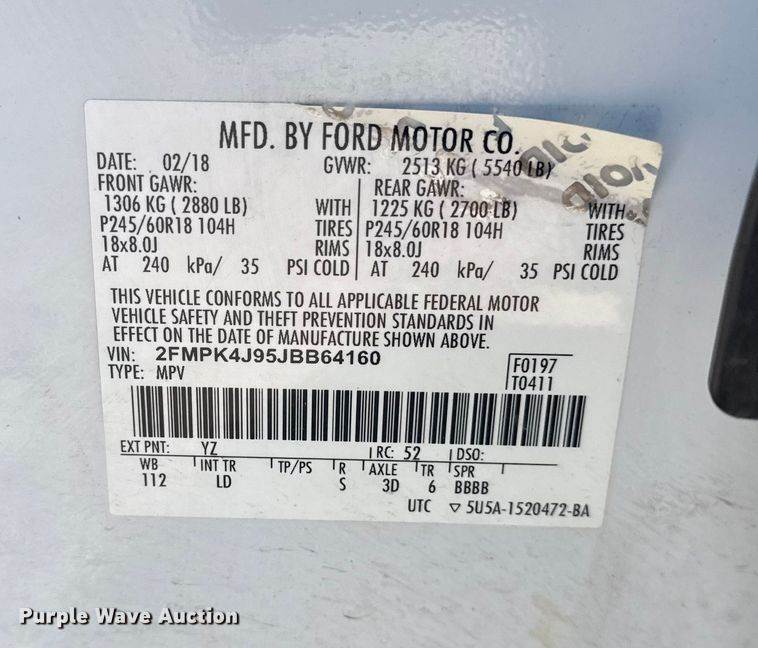 MFD. BY FORD MOTOR CO.
DATE: 02/18 GVWR: 2513 KG ( 5540 LB)
FRONT GAWR: REAR GAWR:
1306 KG ( 2880 LB) WITH 1225 KG ( 2700 LB) WITH
P245/60R18 104H TIRES P245/60R18 104H TIRES
18x8.0J RIMS 18x8.0J RIMS
AT 240 kPa/ 35 PSI COLD AT 240 kPa/ 35 PSI COLD
THIS VEHICLE CONFORMS TO ALL APPLICABLE FEDERAL MOTOR
VEHICLE SAFETY AND THEFT PREVENTION STANDARDS IN
EFFECT ON THE DATE OF MANUFACTURE SHOWN ABOVE.
VIN: 2FMPK4J95JBB64160 F0197
TYPE: MPV T0411
EXT PNT: YZ RC: 52 DSO:
WB INT TR TP/PS R AXLE TR SPR
112 LD S 3D 6 BBBB
UTC ▽ 5U5A-1520472-BA
VOID
VOID
Purple Wave Auction